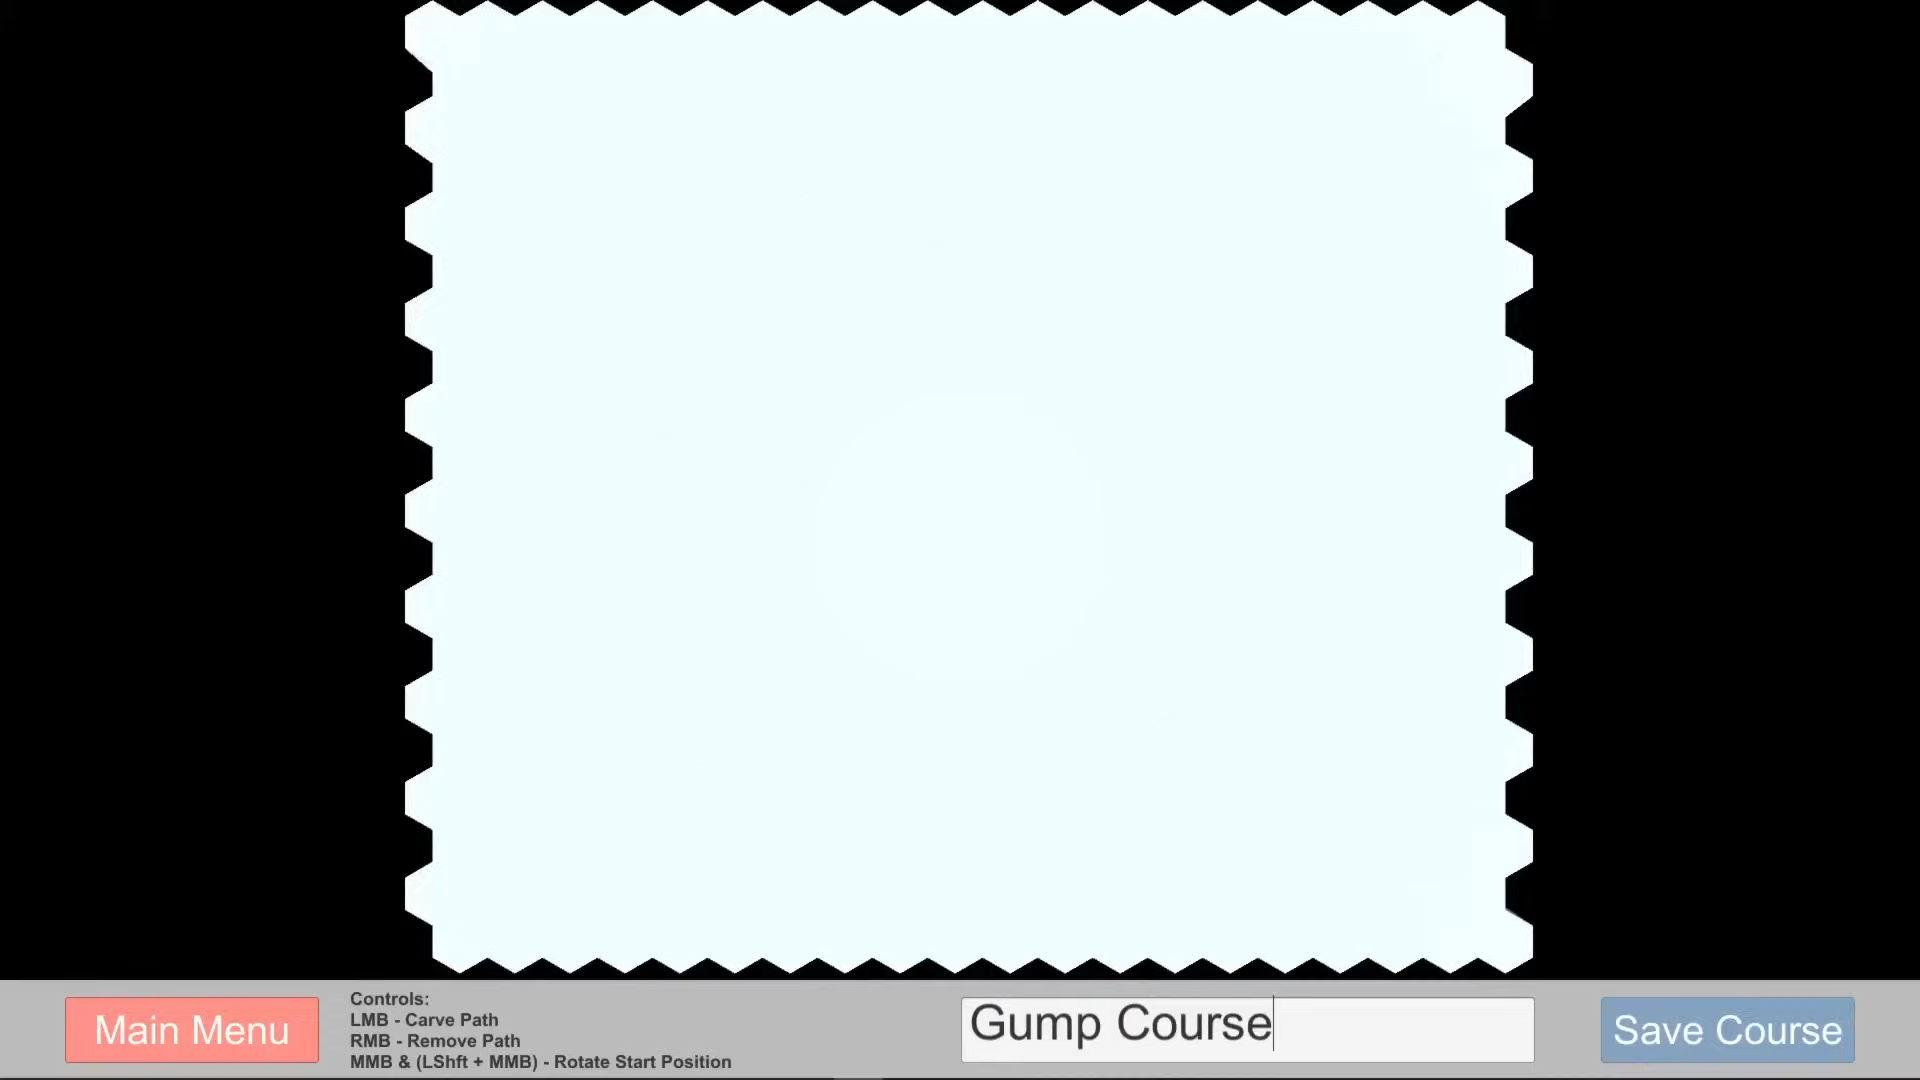 Main Menu
Controls:
LMB - Carve Path
RMB - Remove Path
MMB & (LShft + MMB) - Rotate Start Position
Gump Course
Save Course